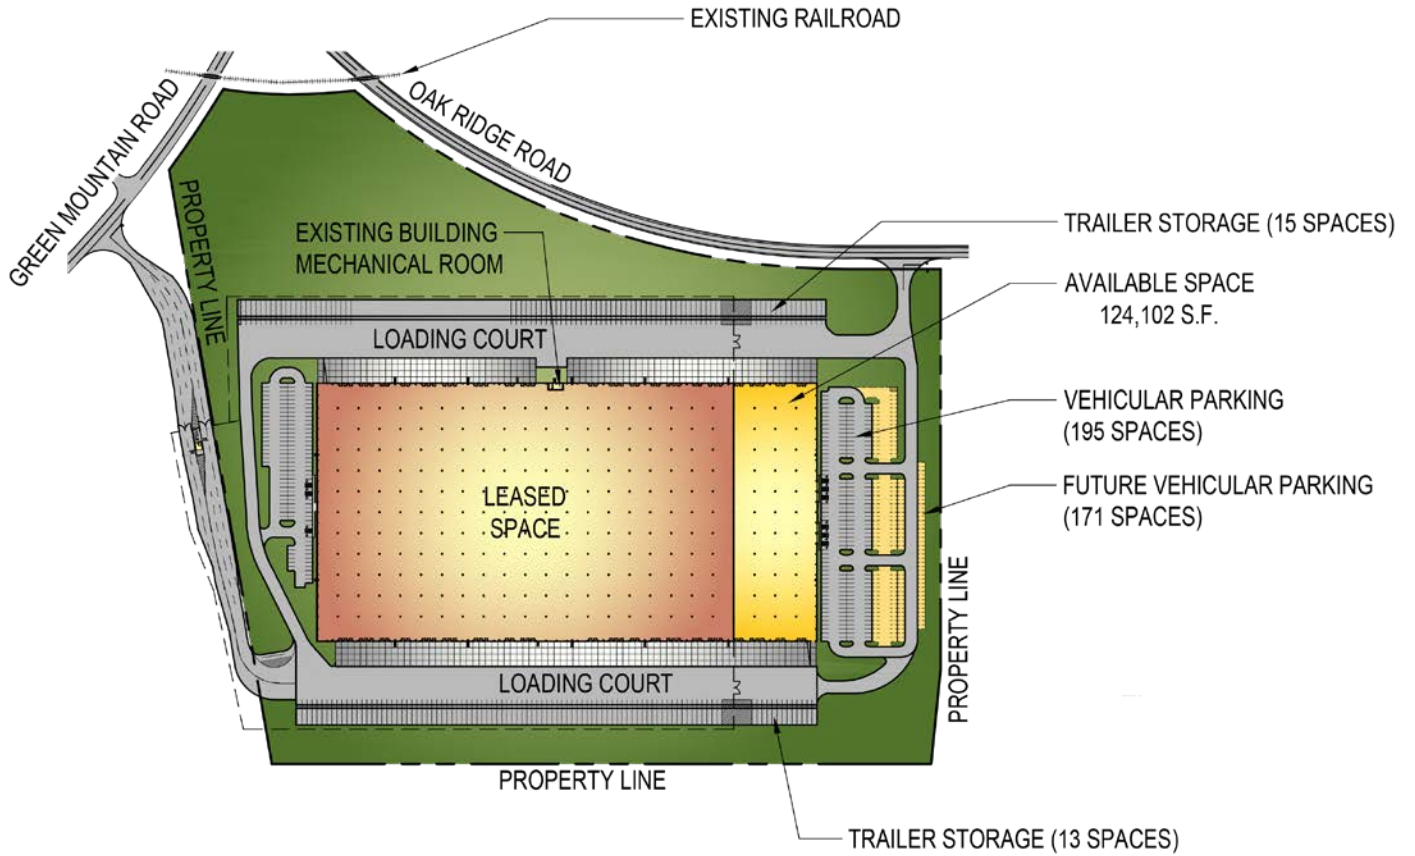 EXISTING RAILROAD
GREEN MOUNTAIN ROAD
OAK RIDGE ROAD
PROPERTY LINE
EXISTING BUILDING
MECHANICAL ROOM
TRAILER STORAGE (15 SPACES)
AVAILABLE SPACE
124,102 S.F.
LOADING COURT
VEHICULAR PARKING
(195 SPACES)
LEASED
SPACE
FUTURE VEHICULAR PARKING
(171 SPACES)
PROPERTY LINE
LOADING COURT
PROPERTY LINE
TRAILER STORAGE (13 SPACES)